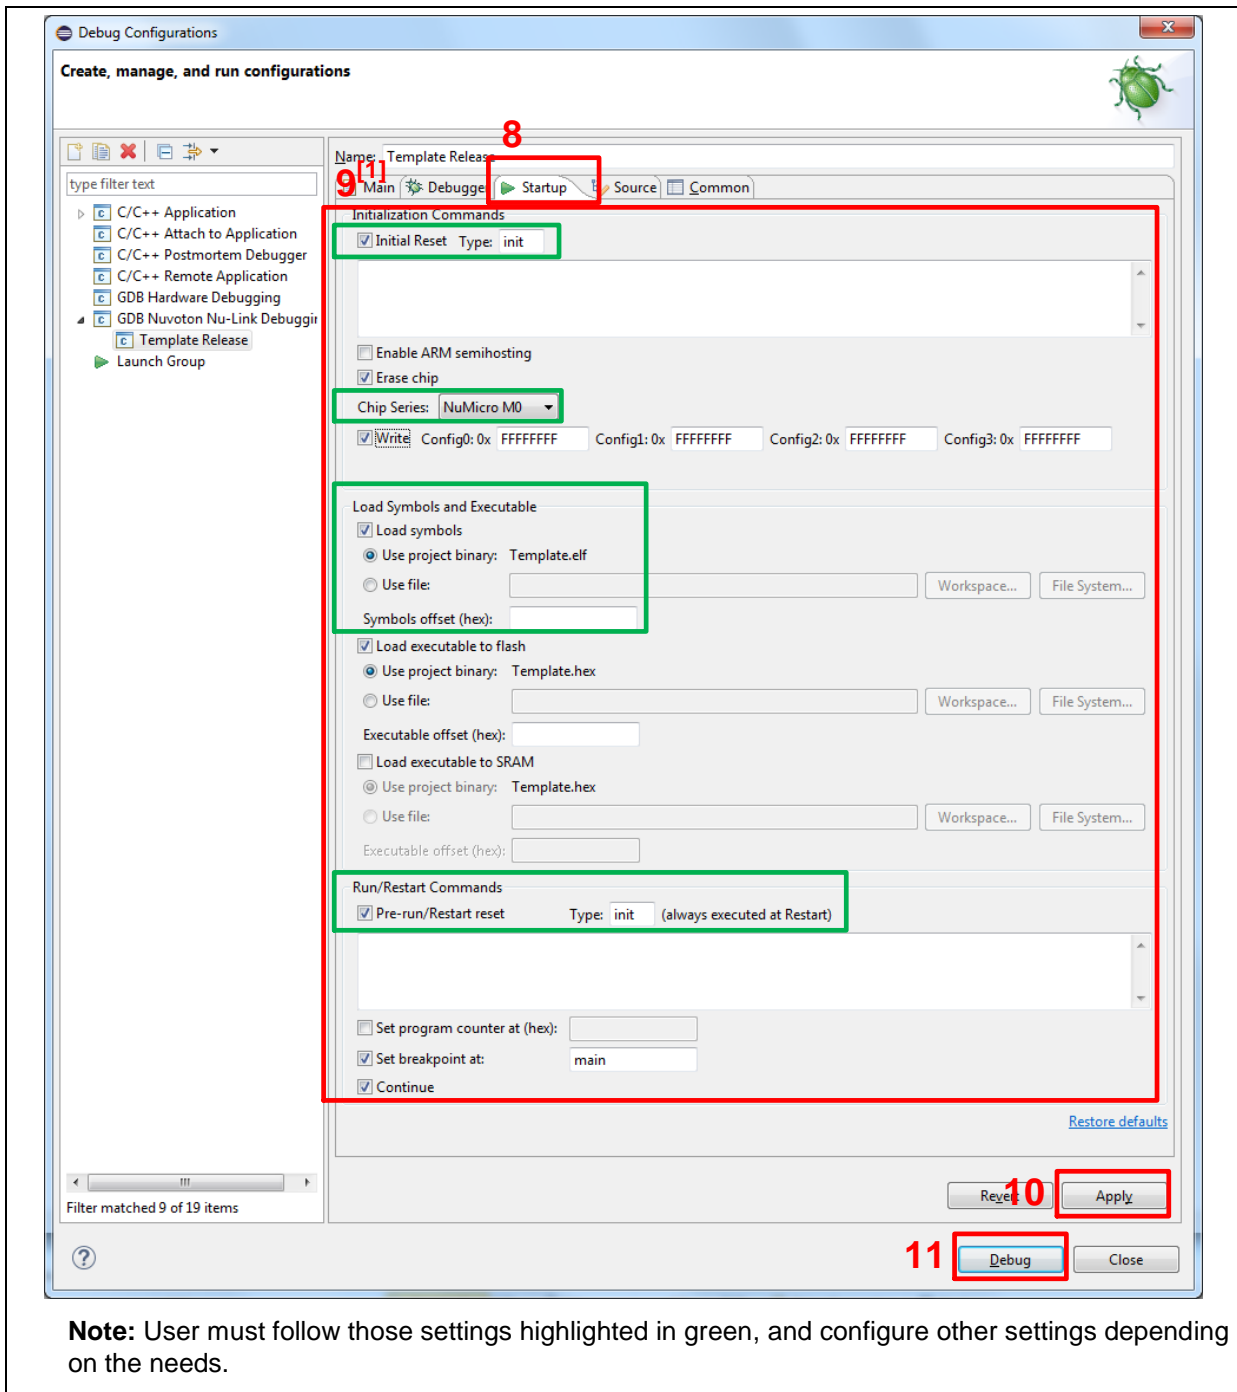 Debug Configurations
Create, manage, and run configurations
8
Name: Template Release
type filter text
9[1]
Main Debugger Startup Source Common
C/C++ Application
C/C++ Attach to Application
C/C++ Postmortem Debugger
C/C++ Remote Application
GDB Hardware Debugging
GDB Nuvoton Nu-Link Debuggin
Template Release
Launch Group
Initialization Commands
Initial Reset Type: init
Enable ARM semihosting
Erase chip
Chip Series: NuMicro M0
Write Config0: 0x FFFFFFFF Config1: 0x FFFFFFFF Config2: 0x FFFFFFFF Config3: 0x FFFFFFFF
Load Symbols and Executable
Load symbols
Use project binary: Template.elf
Use file: Workspace... File System...
Symbols offset (hex):
Load executable to flash
Use project binary: Template.hex
Use file: Workspace... File System...
Executable offset (hex):
Load executable to SRAM
Use project binary: Template.hex
Use file: Workspace... File System...
Executable offset (hex):
Run/Restart Commands
Pre-run/Restart reset Type: init (always executed at Restart)
Set program counter at (hex):
Set breakpoint at: main
Continue
Restore defaults
Filter matched 9 of 19 items
Revert 10 Apply
11 Debug Close
Note: User must follow those settings highlighted in green, and configure other settings depending
on the needs.